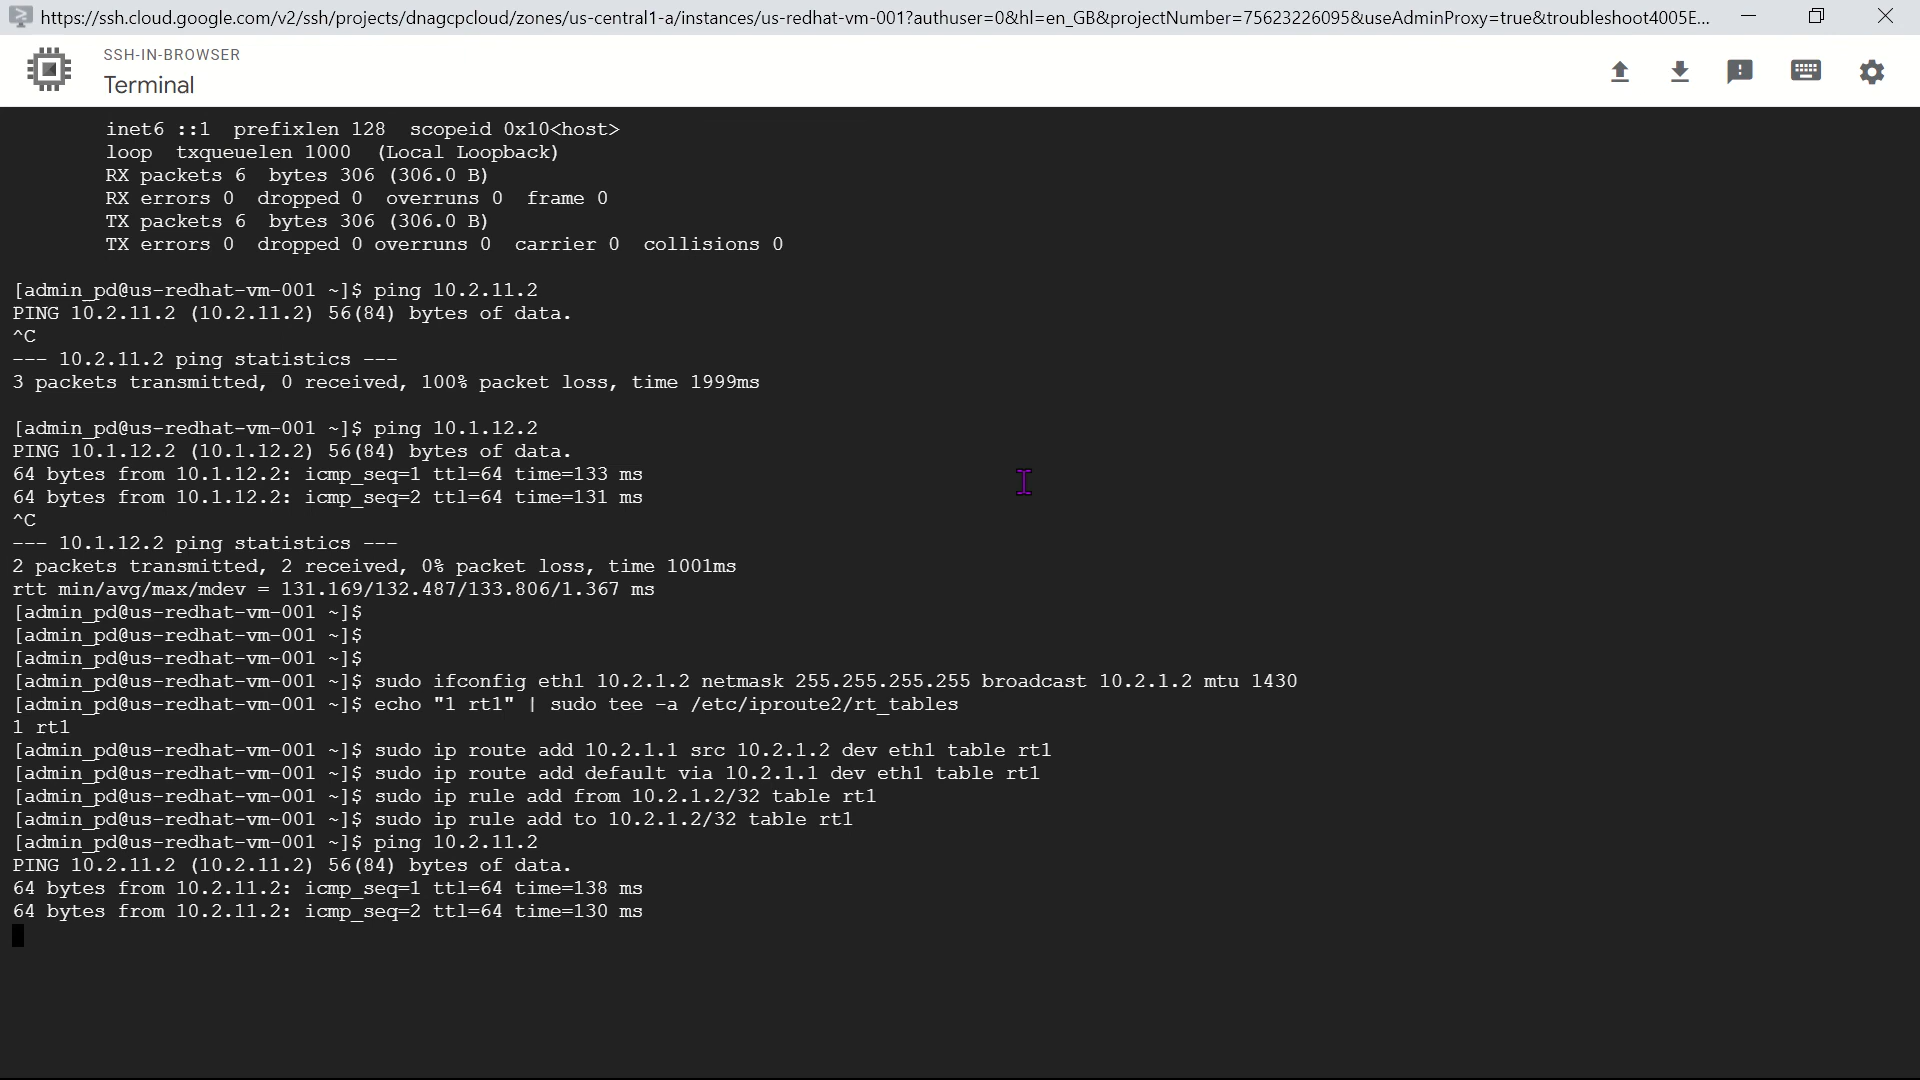 https://ssh.cloud.google.com/v2/ssh/projects/dnagcpcloud/zones/us-central1-a/instances/us-redhat-vm-001?authuser=0&hl=en_GB&projectNumber=75623226095&useAdminProxy=true&troubleshoot4005E...
SSH-IN-BROWSER
Terminal
inet6 ::1  prefixlen 128  scopeid 0x10<host>
loop  txqueuelen 1000  (Local Loopback)
RX packets 6  bytes 306 (306.0 B)
RX errors 0  dropped 0  overruns 0  frame 0
TX packets 6  bytes 306 (306.0 B)
TX errors 0  dropped 0 overruns 0  carrier 0  collisions 0
[admin_pd@us-redhat-vm-001 ~]$ ping 10.2.11.2
PING 10.2.11.2 (10.2.11.2) 56(84) bytes of data.
^C
--- 10.2.11.2 ping statistics ---
3 packets transmitted, 0 received, 100% packet loss, time 1999ms
[admin_pd@us-redhat-vm-001 ~]$ ping 10.1.12.2
PING 10.1.12.2 (10.1.12.2) 56(84) bytes of data.
64 bytes from 10.1.12.2: icmp_seq=1 ttl=64 time=133 ms
64 bytes from 10.1.12.2: icmp_seq=2 ttl=64 time=131 ms
^C
--- 10.1.12.2 ping statistics ---
2 packets transmitted, 2 received, 0% packet loss, time 1001ms
rtt min/avg/max/mdev = 131.169/132.487/133.806/1.367 ms
[admin_pd@us-redhat-vm-001 ~]$
[admin_pd@us-redhat-vm-001 ~]$
[admin_pd@us-redhat-vm-001 ~]$
[admin_pd@us-redhat-vm-001 ~]$ sudo ifconfig eth1 10.2.1.2 netmask 255.255.255.255 broadcast 10.2.1.2 mtu 1430
[admin_pd@us-redhat-vm-001 ~]$ echo "1 rt1" | sudo tee -a /etc/iproute2/rt_tables
1 rt1
[admin_pd@us-redhat-vm-001 ~]$ sudo ip route add 10.2.1.1 src 10.2.1.2 dev eth1 table rt1
[admin_pd@us-redhat-vm-001 ~]$ sudo ip route add default via 10.2.1.1 dev eth1 table rt1
[admin_pd@us-redhat-vm-001 ~]$ sudo ip rule add from 10.2.1.2/32 table rt1
[admin_pd@us-redhat-vm-001 ~]$ sudo ip rule add to 10.2.1.2/32 table rt1
[admin_pd@us-redhat-vm-001 ~]$ ping 10.2.11.2
PING 10.2.11.2 (10.2.11.2) 56(84) bytes of data.
64 bytes from 10.2.11.2: icmp_seq=1 ttl=64 time=138 ms
64 bytes from 10.2.11.2: icmp_seq=2 ttl=64 time=130 ms